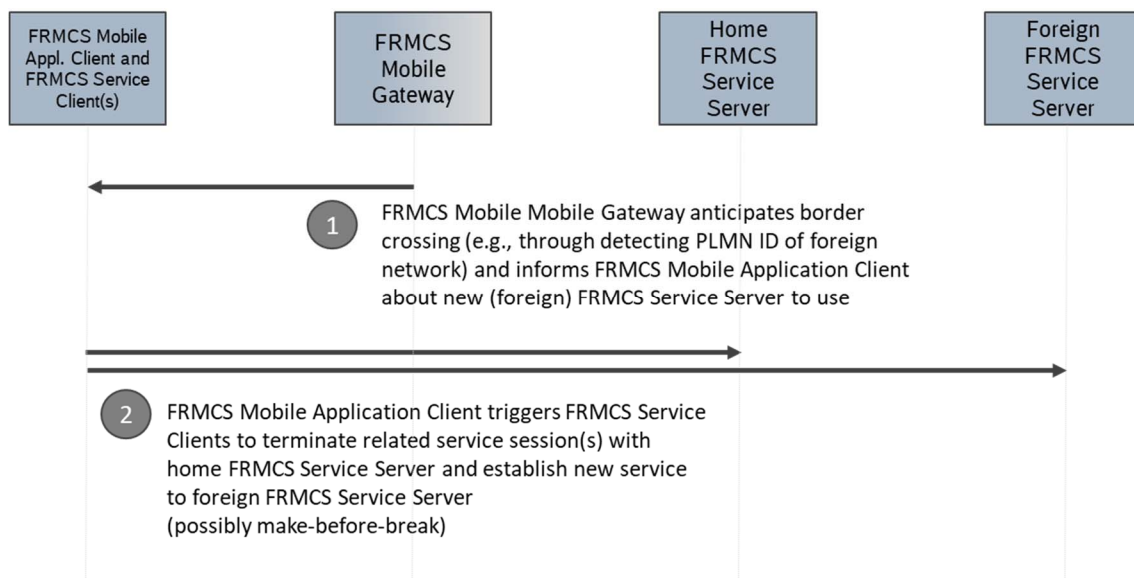 FRMCS Mobile
Appl. Client and
FRMCS Service
Client(s)
FRMCS
Mobile
Gateway
Home
FRMCS
Service
Server
Foreign
FRMCS
Service
Server
1
FRMCS Mobile Mobile Gateway anticipates border
crossing (e.g., through detecting PLMN ID of foreign
network) and informs FRMCS Mobile Application Client
about new (foreign) FRMCS Service Server to use
2
FRMCS Mobile Application Client triggers FRMCS Service
Clients to terminate related service session(s) with
home FRMCS Service Server and establish new service
to foreign FRMCS Service Server
(possibly make-before-break)